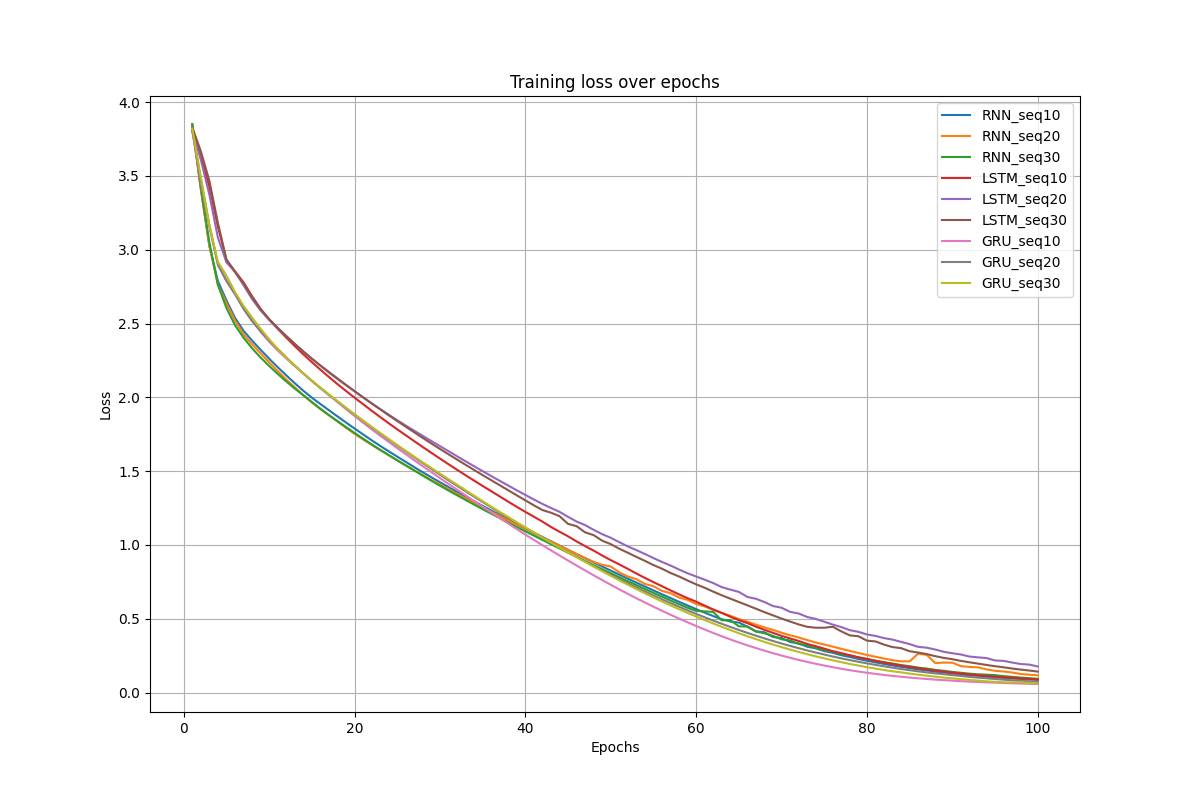 Training loss over epochs
4.0
3.5
3.0
2.5
2.0
1.5
1.0
0.5
0.0
Loss
0 20 40 60 80 100
Epochs
RNN_seq10
RNN_seq20
RNN_seq30
LSTM_seq10
LSTM_seq20
LSTM_seq30
GRU_seq10
GRU_seq20
GRU_seq30